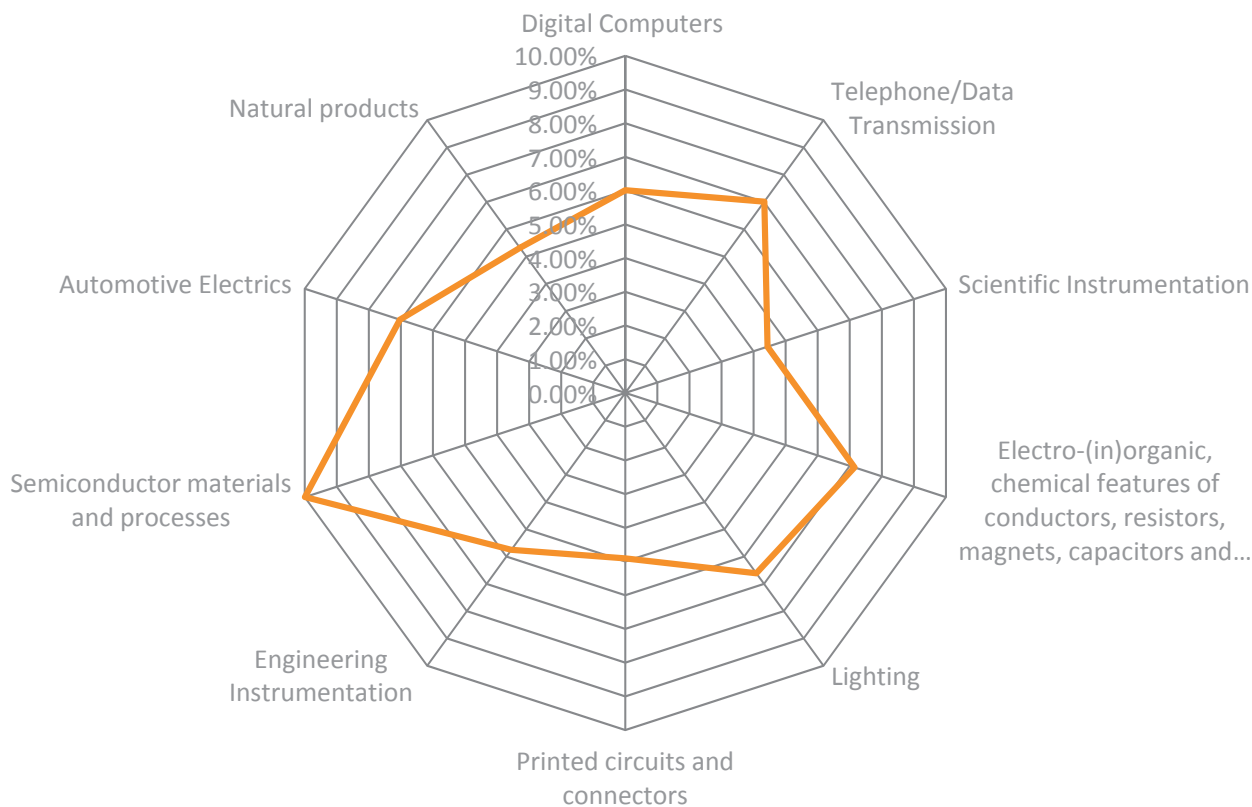 Digital Computers
10.00%
9.00%
8.00%
7.00%
6.00%
5.00%
4.00%
3.00%
2.00%
1.00%
0.00%
Telephone/Data
Transmission
Scientific Instrumentation
Electro-(in)organic,
chemical features of
conductors, resistors,
magnets, capacitors and…
Lighting
Printed circuits and
connectors
Engineering
Instrumentation
Semiconductor materials
and processes
Automotive Electrics
Natural products